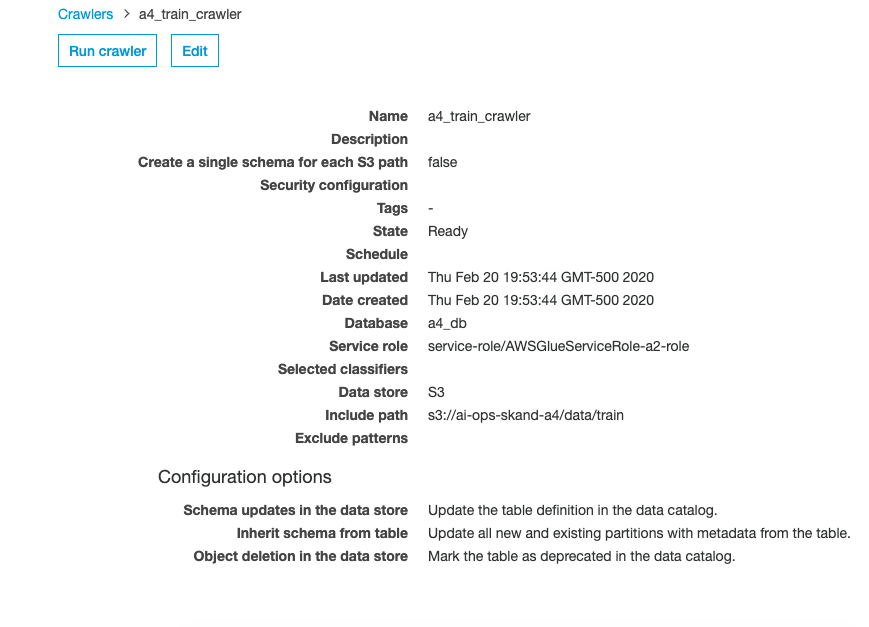 Crawlers > a4_train_crawler
Run crawler Edit
Name a4_train_crawler
Description
Create a single schema for each S3 path false
Security configuration
Tags -
State Ready
Schedule
Last updated Thu Feb 20 19:53:44 GMT-500 2020
Date created Thu Feb 20 19:53:44 GMT-500 2020
Database a4_db
Service role service-role/AWSGlueServiceRole-a2-role
Selected classifiers
Data store S3
Include path s3://ai-ops-skand-a4/data/train
Exclude patterns
Configuration options
Schema updates in the data store Update the table definition in the data catalog.
Inherit schema from table Update all new and existing partitions with metadata from the table.
Object deletion in the data store Mark the table as deprecated in the data catalog.